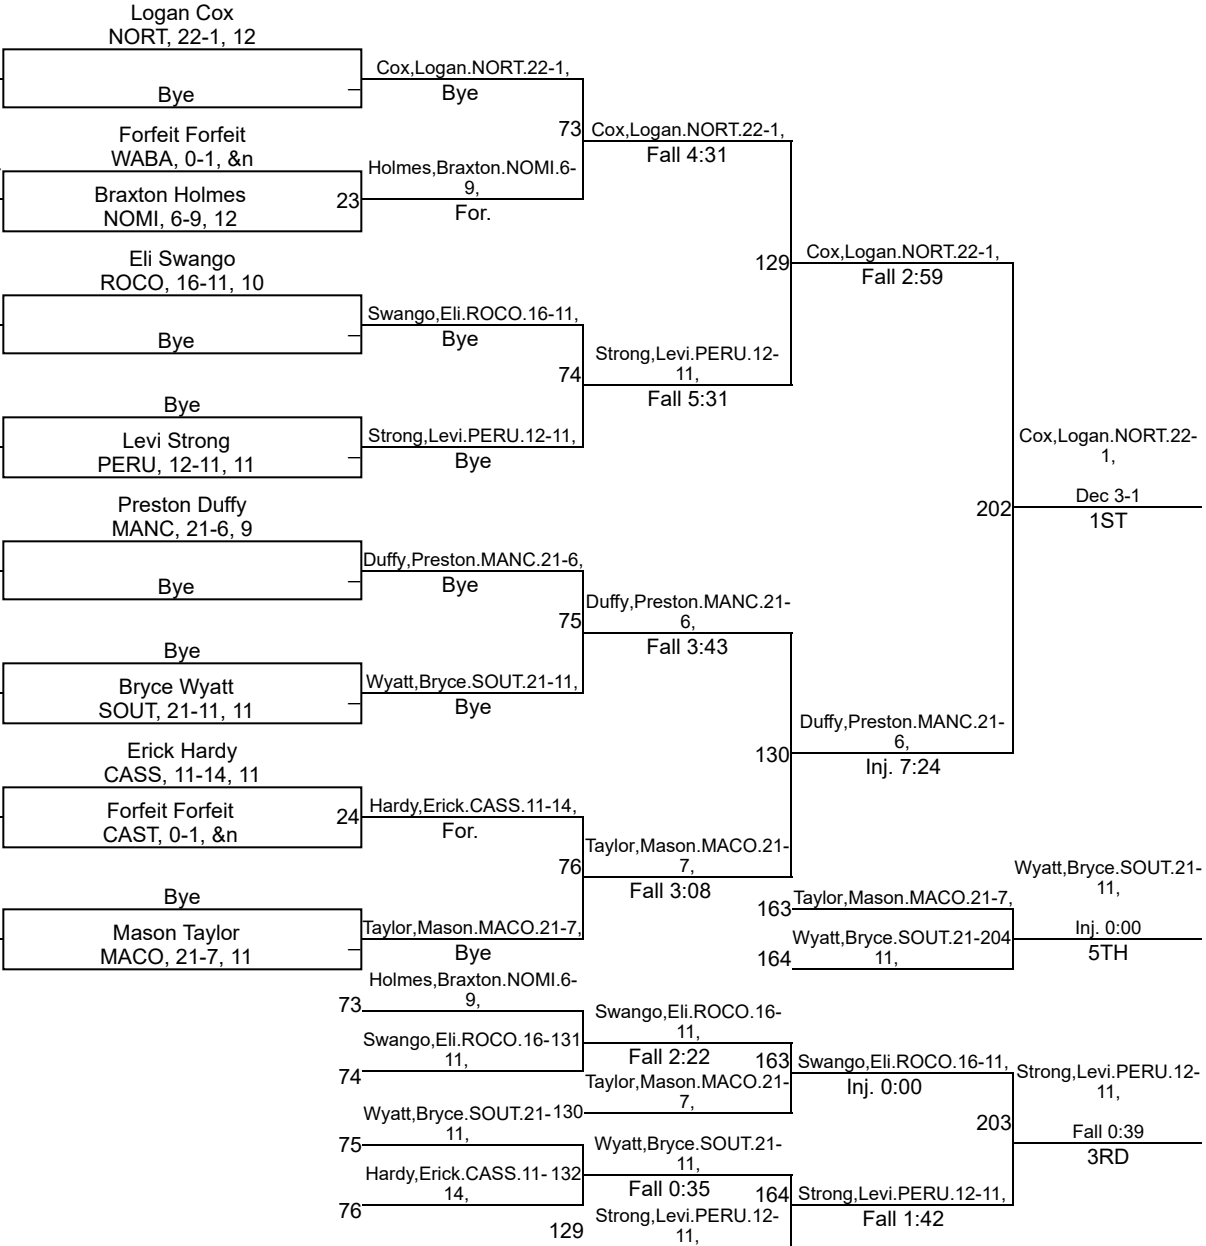 Logan Cox
NORT, 22-1, 12
Bye
_
Cox,Logan.NORT.22-1,
Bye
Forfeit Forfeit
WABA, 0-1, &n
Braxton Holmes
NOMI, 6-9, 12
23
Holmes,Braxton.NOMI.6-
9,
For.
73
Cox,Logan.NORT.22-1,
Fall 4:31
Eli Swango
ROCO, 16-11, 10
Bye
_
Swango,Eli.ROCO.16-11,
Bye
Bye
Levi Strong
PERU, 12-11, 11
_
Strong,Levi.PERU.12-11,
Bye
74
Strong,Levi.PERU.12-
11,
Fall 5:31
129
Cox,Logan.NORT.22-1,
Fall 2:59
Preston Duffy
MANC, 21-6, 9
Bye
_
Duffy,Preston.MANC.21-6,
Bye
Bye
Bryce Wyatt
SOUT, 21-11, 11
_
Wyatt,Bryce.SOUT.21-11,
Bye
75
Duffy,Preston.MANC.21-
6,
Fall 3:43
Erick Hardy
CASS, 11-14, 11
Forfeit Forfeit
CAST, 0-1, &n
24
Hardy,Erick.CASS.11-14,
For.
Bye
Mason Taylor
MACO, 21-7, 11
_
Taylor,Mason.MACO.21-7,
Bye
76
Taylor,Mason.MACO.21-
7,
Fall 3:08
130
Duffy,Preston.MANC.21-
6,
Inj. 7:24
202
Cox,Logan.NORT.22-
1,
Dec 3-1
1ST
163
Taylor,Mason.MACO.21-7,
164
Wyatt,Bryce.SOUT.21-204
11,
Wyatt,Bryce.SOUT.21-
11,
Inj. 0:00
5TH
73
Holmes,Braxton.NOMI.6-
9,
74
Swango,Eli.ROCO.16-131
11,
Swango,Eli.ROCO.16-
11,
Fall 2:22
130
Taylor,Mason.MACO.21-
7,
163
Swango,Eli.ROCO.16-11,
Inj. 0:00
75
Wyatt,Bryce.SOUT.21-
11,
76
Hardy,Erick.CASS.11-132
14,
Wyatt,Bryce.SOUT.21-
11,
Fall 0:35
129
Strong,Levi.PERU.12-
11,
164
Strong,Levi.PERU.12-11,
Fall 1:42
203
Strong,Levi.PERU.12-
11,
Fall 0:39
3RD